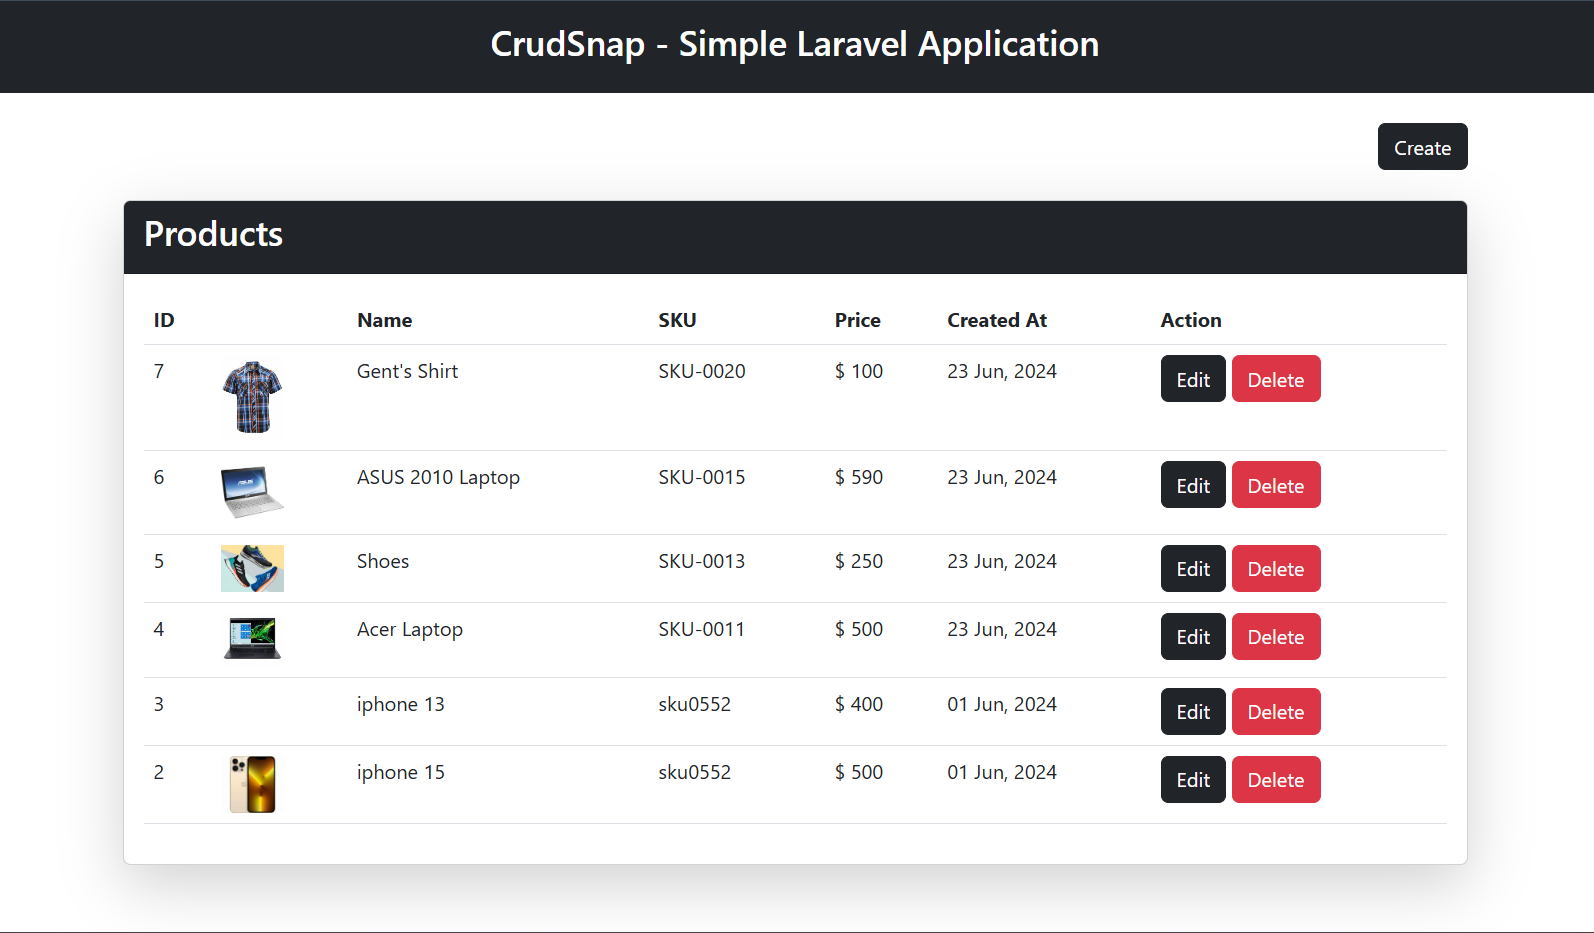 CrudSnap - Simple Laravel Application
Create
Products
ID Name SKU Price Created At Action
7 Gent's Shirt SKU-0020 $ 100 23 Jun, 2024 Edit Delete
6 ASUS 2010 Laptop SKU-0015 $ 590 23 Jun, 2024 Edit Delete
5 Shoes SKU-0013 $ 250 23 Jun, 2024 Edit Delete
4 Acer Laptop SKU-0011 $ 500 23 Jun, 2024 Edit Delete
3 iphone 13 sku0552 $ 400 01 Jun, 2024 Edit Delete
2 iphone 15 sku0552 $ 500 01 Jun, 2024 Edit Delete